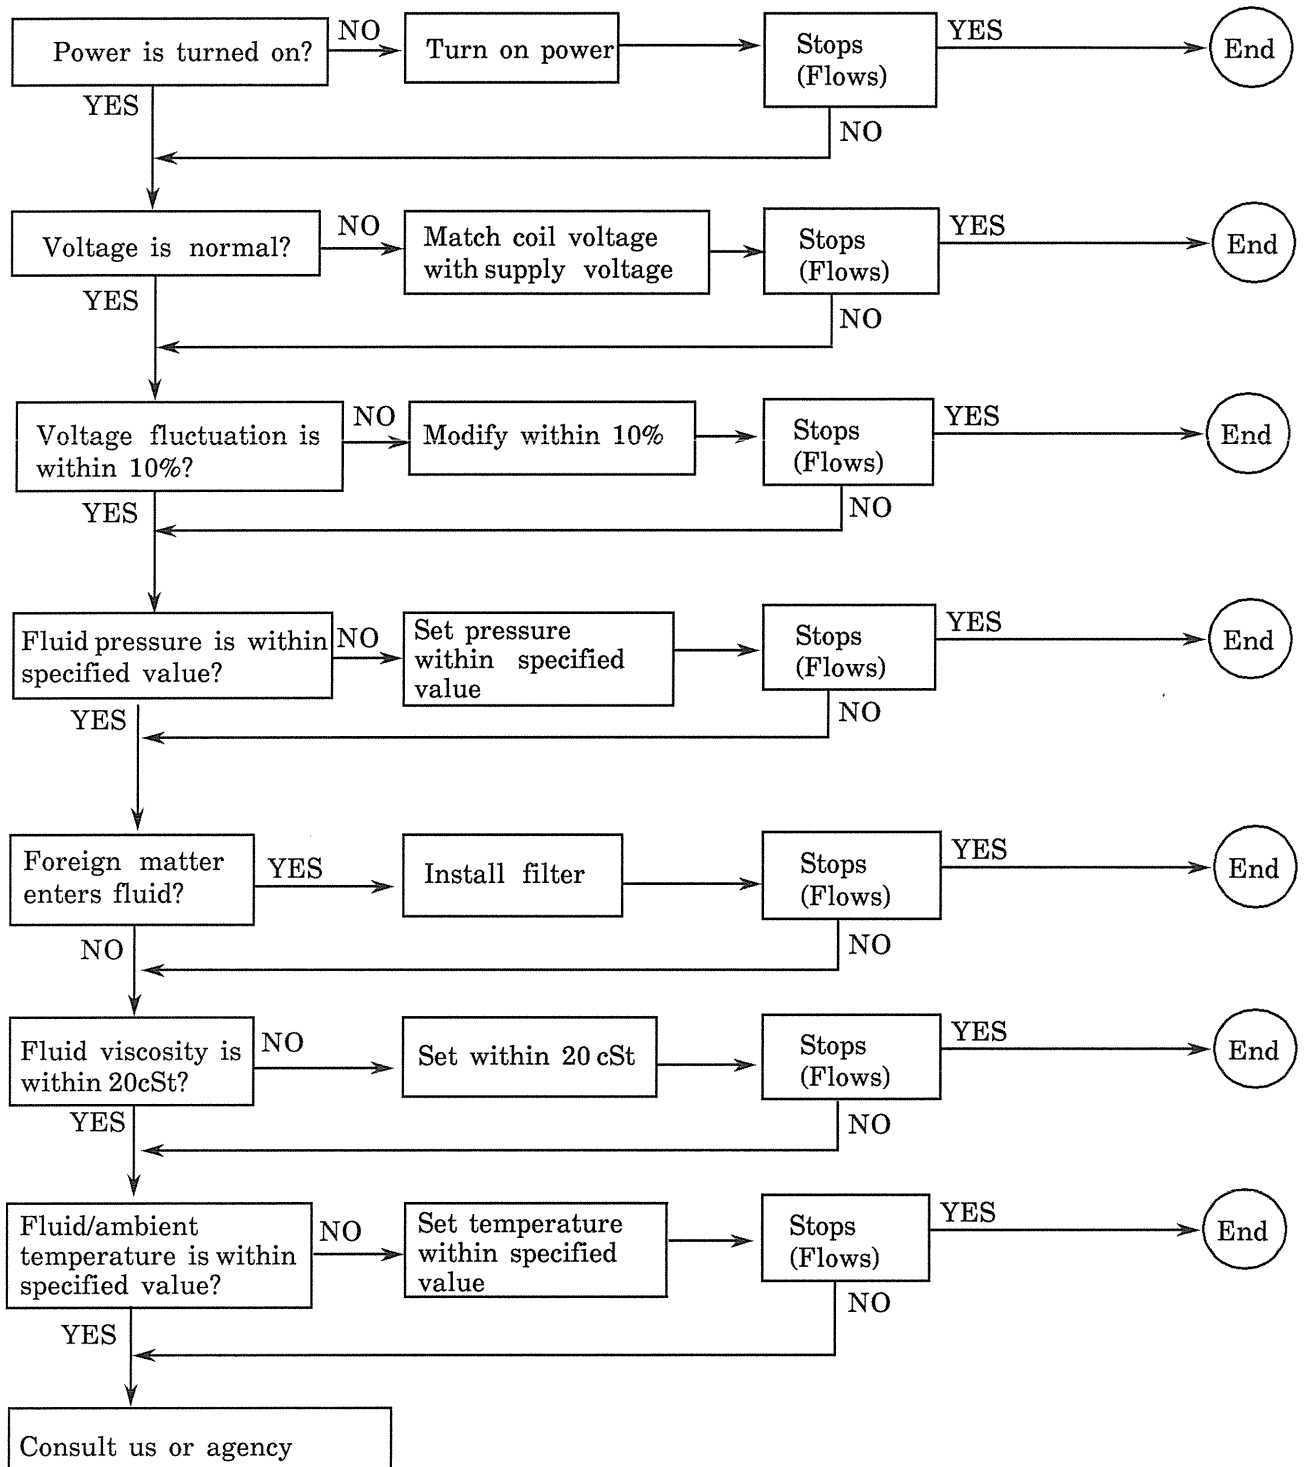 Power is turned on?
NO
Turn on power
Stops
(Flows)
YES
End
YES
NO
Voltage is normal?
NO
Match coil voltage
with supply voltage
Stops
(Flows)
YES
End
YES
NO
Voltage fluctuation is
within 10%?
NO
Modify within 10%
Stops
(Flows)
YES
End
YES
NO
Fluid pressure is within
specified value?
NO
Set pressure
within specified
value
Stops
(Flows)
YES
End
YES
NO
Foreign matter
enters fluid?
YES
Install filter
Stops
(Flows)
YES
End
NO
NO
Fluid viscosity is
within 20cSt?
NO
Set within 20 cSt
Stops
(Flows)
YES
End
YES
NO
Fluid/ambient
temperature is within
specified value?
NO
Set temperature
within specified
value
Stops
(Flows)
YES
End
YES
NO
Consult us or agency